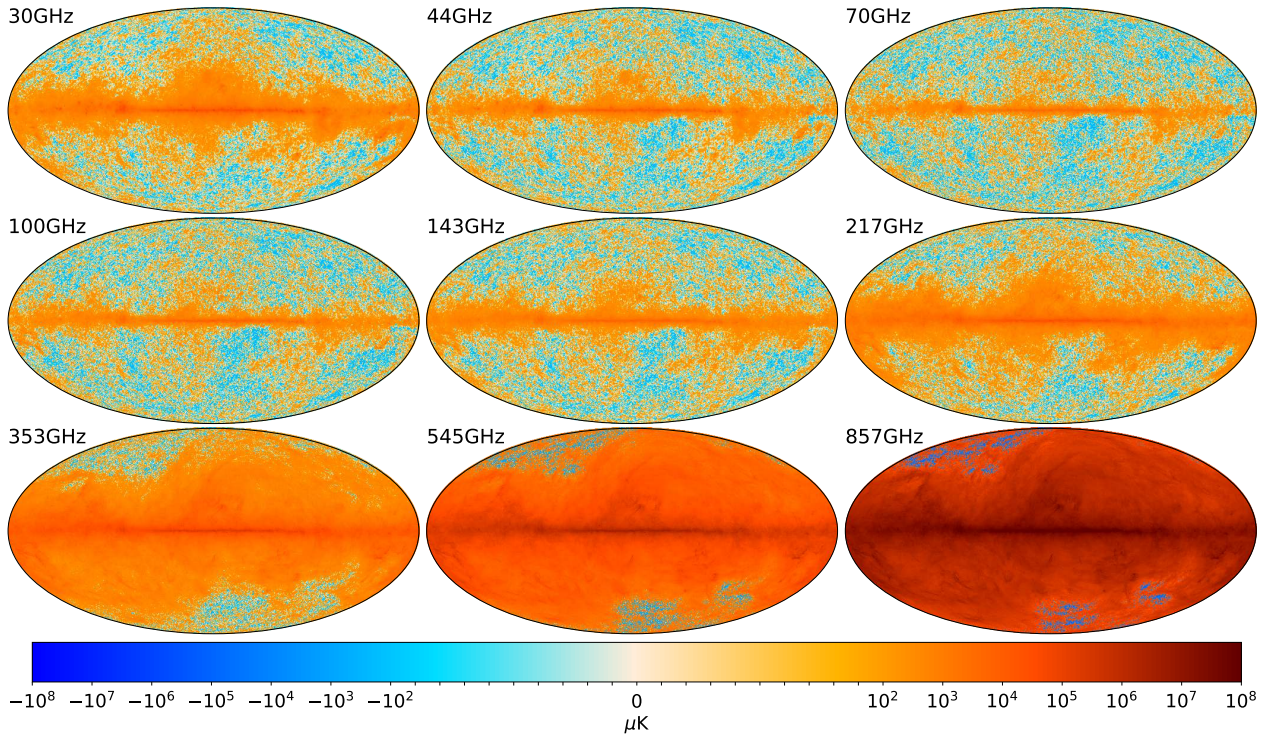 30GHz 44GHz 70GHz
100GHz 143GHz 217GHz
353GHz 545GHz 857GHz
−10⁸ −10⁷ −10⁶ −10⁵ −10⁴ −10³ −10² 0 10² 10³ 10⁴ 10⁵ 10⁶ 10⁷ 10⁸
μK